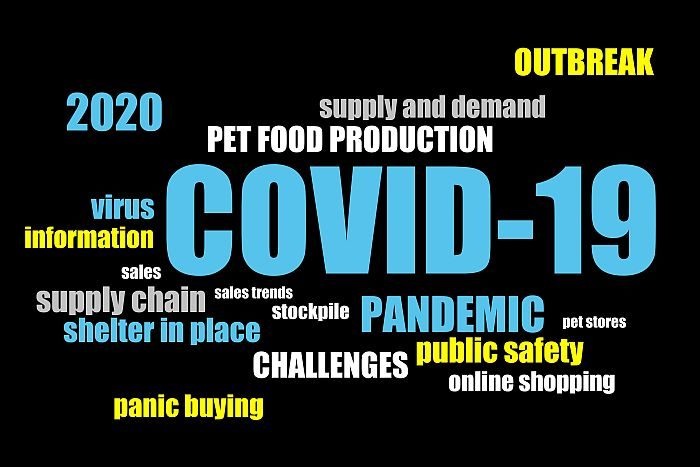 OUTBREAK
2020
supply and demand
PET FOOD PRODUCTION
COVID-19
virus
information
sales
supply chain
sales trends
stockpile
PANDEMIC
pet stores
shelter in place
CHALLENGES
public safety
online shopping
panic buying